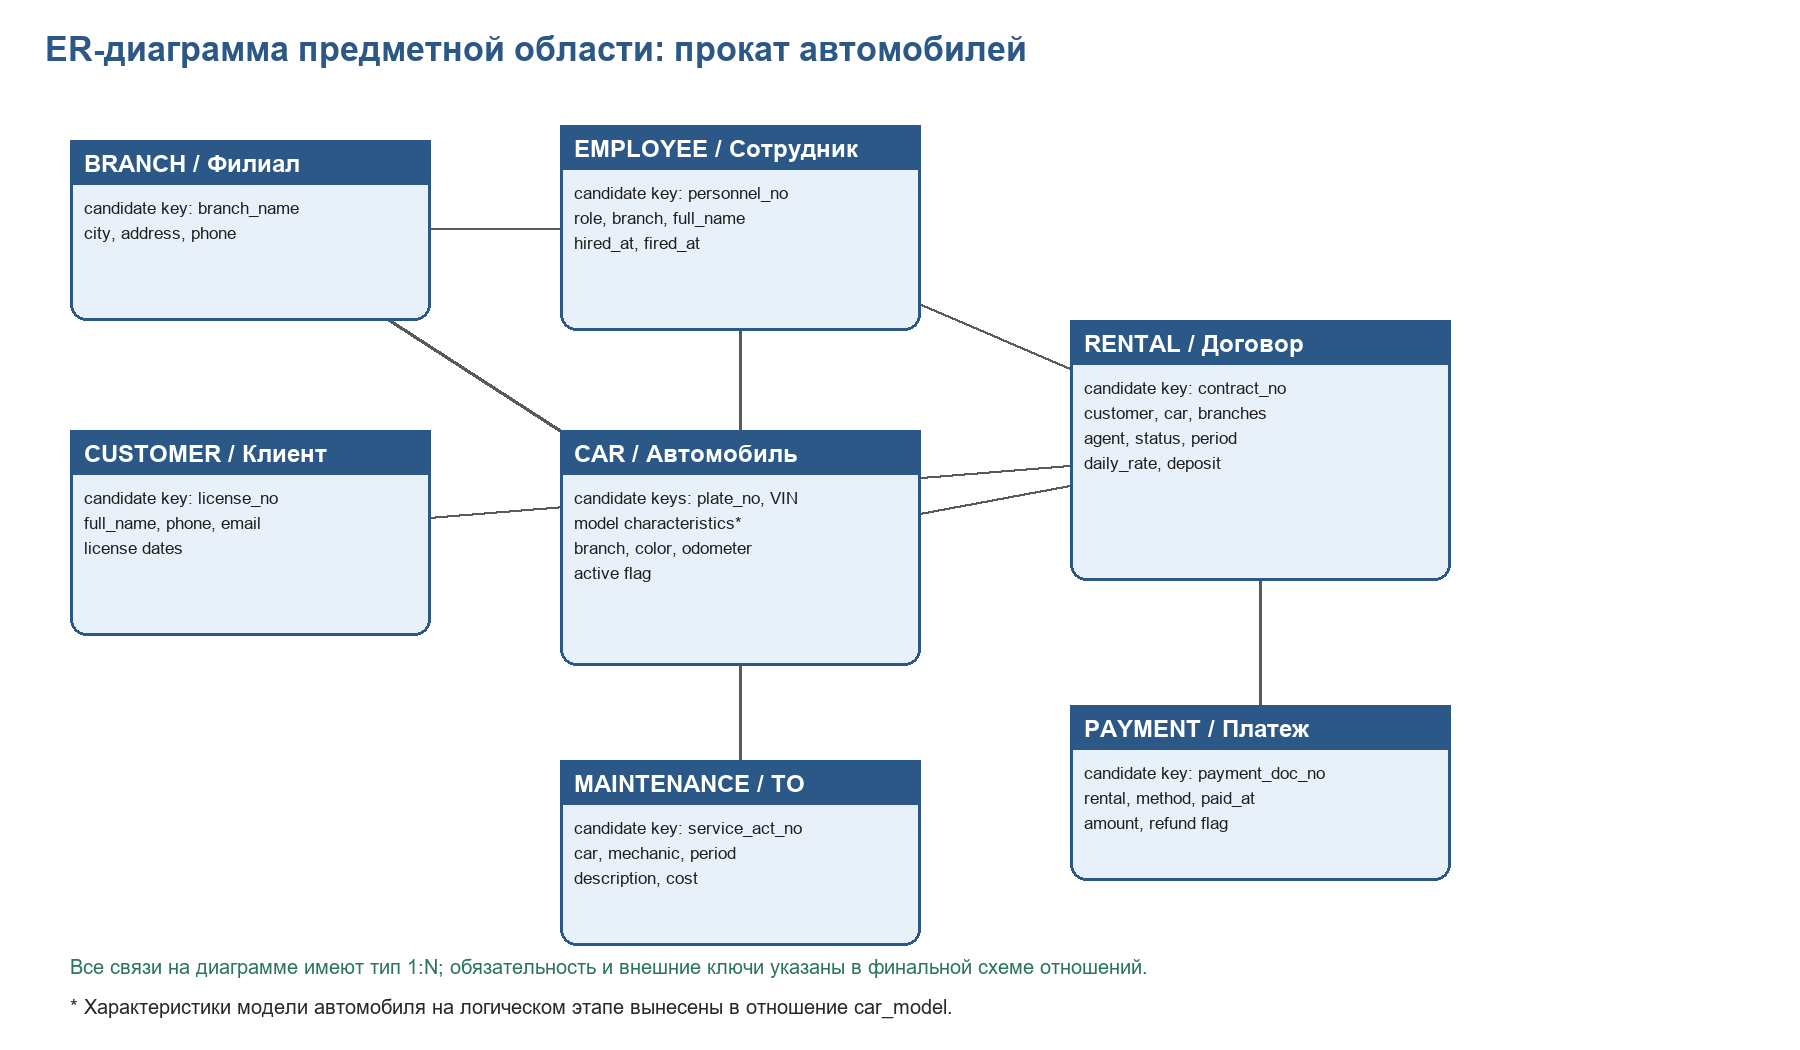 ER-диаграмма предметной области: прокат автомобилей
BRANCH / Филиал
candidate key: branch_name
city, address, phone
EMPLOYEE / Сотрудник
candidate key: personnel_no
role, branch, full_name
hired_at, fired_at
RENTAL / Договор
candidate key: contract_no
customer, car, branches
agent, status, period
daily_rate, deposit
CUSTOMER / Клиент
candidate key: license_no
full_name, phone, email
license dates
CAR / Автомобиль
candidate keys: plate_no, VIN
model characteristics*
branch, color, odometer
active flag
MAINTENANCE / ТО
candidate key: service_act_no
car, mechanic, period
description, cost
PAYMENT / Платеж
candidate key: payment_doc_no
rental, method, paid_at
amount, refund flag
Все связи на диаграмме имеют тип 1:N; обязательность и внешние ключи указаны в финальной схеме отношений.
* Характеристики модели автомобиля на логическом этапе вынесены в отношение car_model.